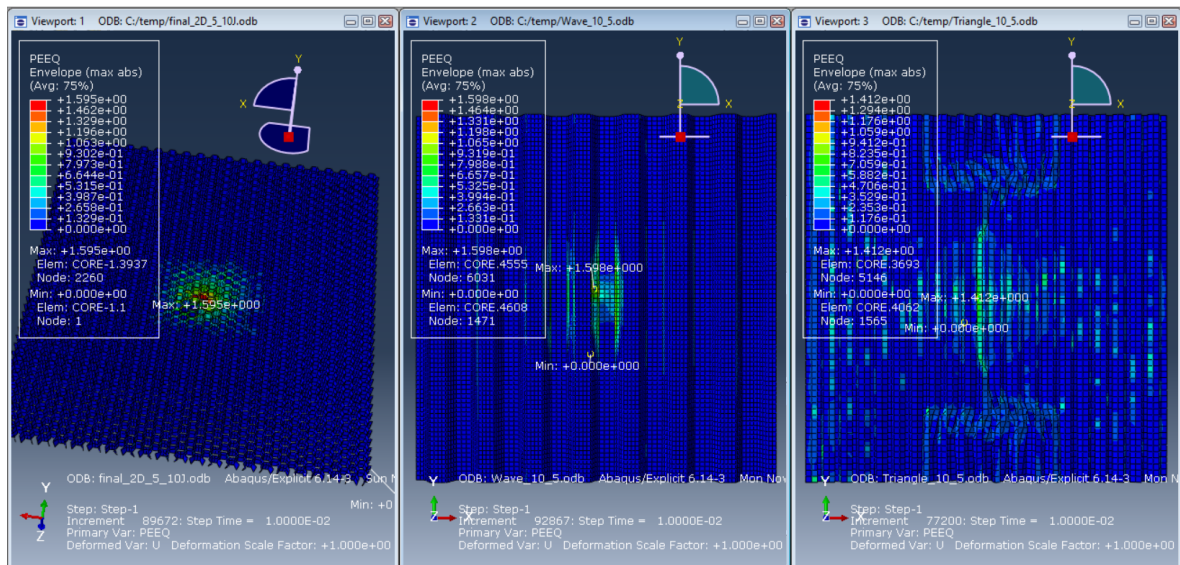 Viewport: 1 ODB: C:/temp/final_2D_5_10J.odb
PEEQ
Envelope (max abs)
(Avg: 75%)
+1.595e+00
+1.462e+00
+1.329e+00
+1.196e+00
+1.063e+00
+9.302e-01
+7.973e-01
+6.644e-01
+5.315e-01
+3.987e-01
+2.658e-01
+1.329e-01
+0.000e+00
Max: +1.595e+00
Elem: CORE-1.3937
Node: 2260
Min: +0.000e+00
Elem: CORE-1.1
Node: 1
Y
X
Max: +1.595e+000
ODB: final_2D_5_10J.odb Abaqus/Explicit 6.14-3 Sun N
Min: +0
Y
Z
Step: Step-1
Increment 89672: Step Time = 1.0000E-02
Primary Var: PEEQ
Deformed Var: U Deformation Scale Factor: +1.000e+00
Viewport: 2 ODB: C:/temp/Wave_10_5.odb
PEEQ
Envelope (max abs)
(Avg: 75%)
+1.598e+00
+1.464e+00
+1.331e+00
+1.198e+00
+1.065e+00
+9.319e-01
+7.988e-01
+6.657e-01
+5.325e-01
+3.994e-01
+2.663e-01
+1.331e-01
+0.000e+00
Max: +1.598e+00
Elem: CORE.4555
Node: 6031
Min: +0.000e+00
Elem: CORE.4608
Node: 1471
Y
Z
X
Max: +1.598e+000
Min: +0.000e+000
ODB: Wave_10_5.odb Abaqus/Explicit 6.14-3 Mon Nov
Y
Z
X
Step: Step-1
Increment 92867: Step Time = 1.0000E-02
Primary Var: PEEQ
Deformed Var: U Deformation Scale Factor: +1.000e+00
Viewport: 3 ODB: C:/temp/Triangle_10_5.odb
PEEQ
Envelope (max abs)
(Avg: 75%)
+1.412e+00
+1.294e+00
+1.176e+00
+1.059e+00
+9.412e-01
+8.235e-01
+7.059e-01
+5.882e-01
+4.706e-01
+3.529e-01
+2.353e-01
+1.176e-01
+0.000e+00
Max: +1.412e+00
Elem: CORE.3693
Node: 5146
Min: +0.000e+00
Elem: CORE.4062
Node: 1565
Y
X
Max: +1.412e+000
Min: +0.000e+000
ODB: Triangle_10_5.odb Abaqus/Explicit 6.14-3 Mon N
Y
Z
X
Step: Step-1
Increment 77200: Step Time = 1.0000E-02
Primary Var: PEEQ
Deformed Var: U Deformation Scale Factor: +1.000e+00